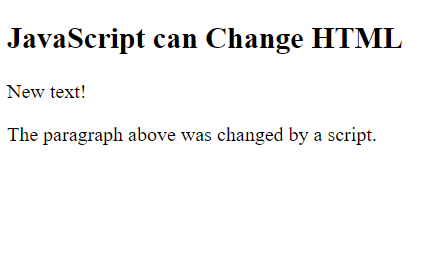 JavaScript can Change HTML
New text!
The paragraph above was changed by a script.